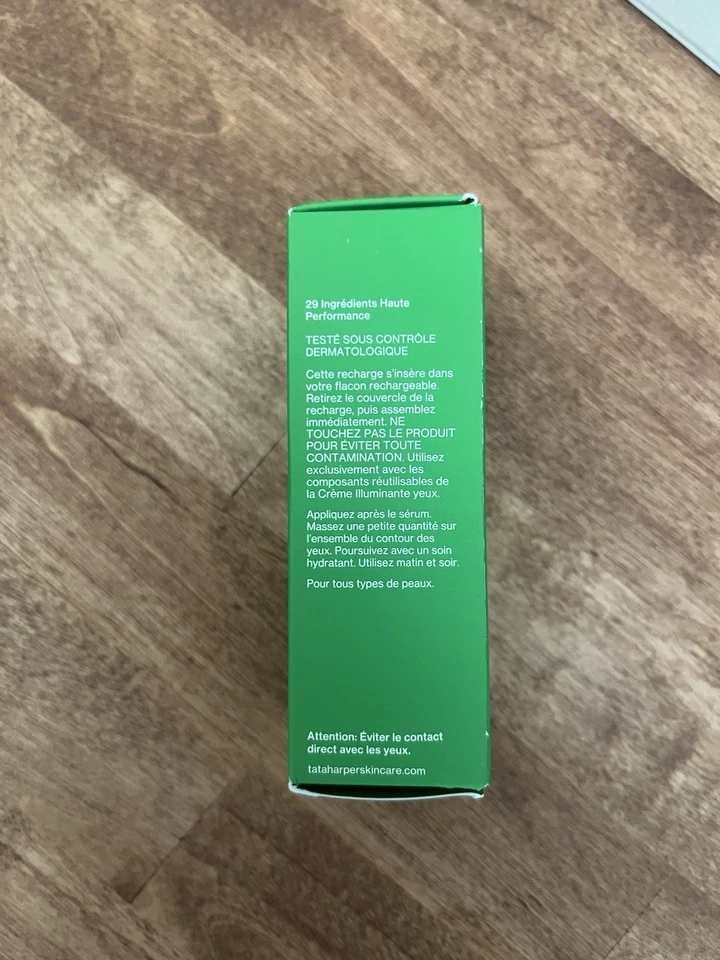 29 Ingrédients Haute
Performance
TESTÉ SOUS CONTRÔLE
DERMATOLOGIQUE
Cette recharge s'insère dans
votre flacon rechargeable.
Retirez le couvercle de la
recharge, puis assemblez
immédiatement. NE
TOUCHEZ PAS LE PRODUIT
POUR ÉVITER TOUTE
CONTAMINATION. Utilisez
exclusivement avec les
composants réutilisables de
la Crème Illuminante yeux.
Appliquez après le sérum.
Massez une petite quantité sur
l'ensemble du contour des
yeux. Poursuivez avec un soin
hydratant. Utilisez matin et soir.
Pour tous types de peaux.
Attention: Éviter le contact
direct avec les yeux.
tataharperskincare.com